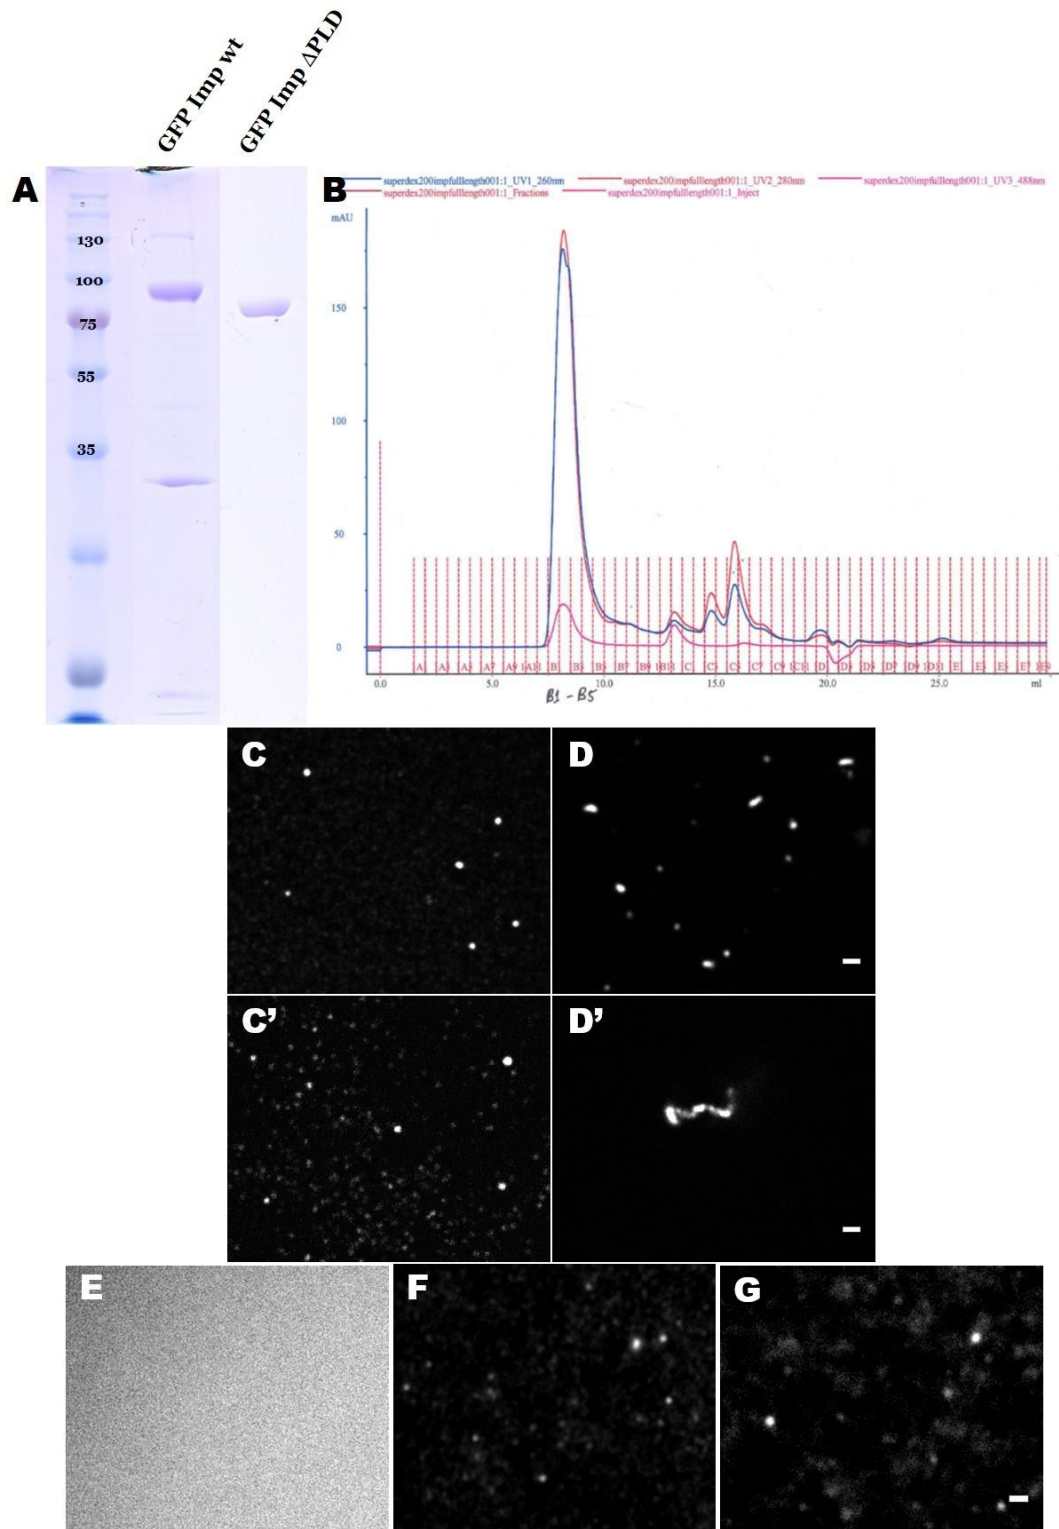 GFP Imp wt
GFP Imp ΔPLD
A
130
100
75
55
35
B
superdex200impfulllength001:1_UV1_260nm superdex200impfulllength001:1_UV2_280nm superdex200impfulllength001:1_UV3_488nm
superdex200impfulllength001:1_Fractions superdex200impfulllength001:1_Inject
mAU
150
100
50
0
0.0 5.0 10.0 15.0 20.0 25.0 ml
B1 - B5
C
D
C’
D’
E
F
G